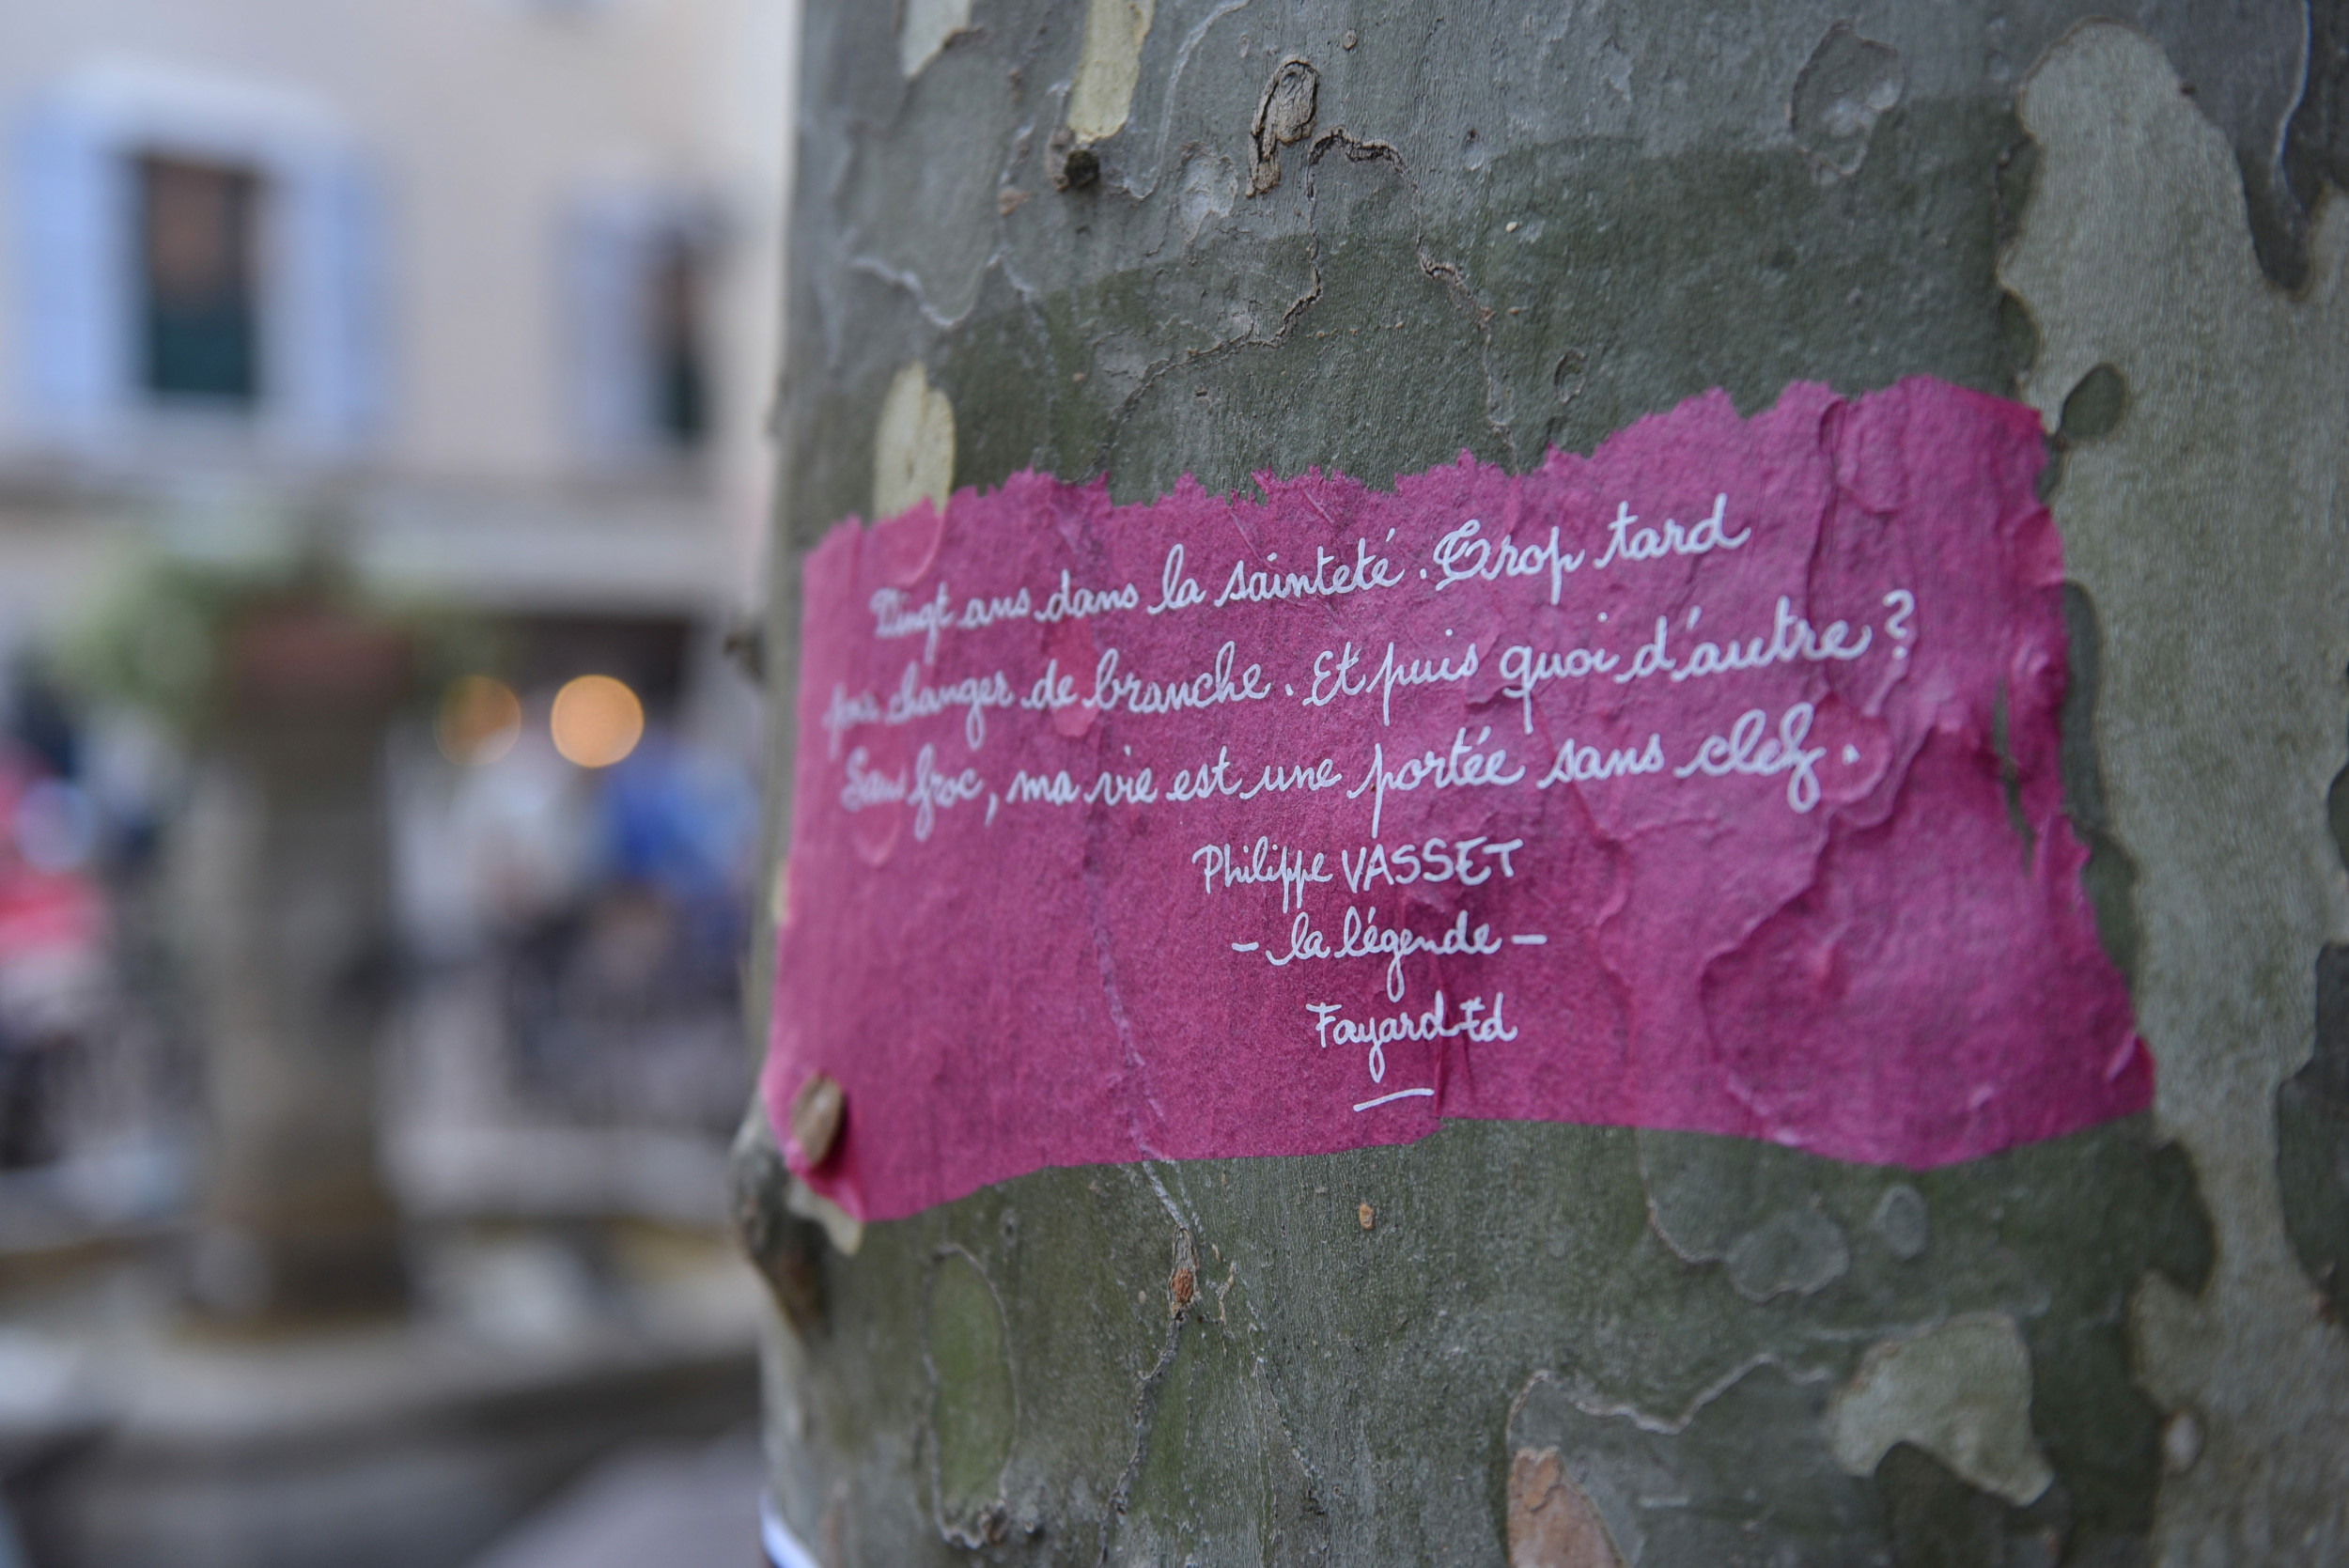 Vingt ans dans la sainteté. Trop tard
pour changer de branche. Et puis quoi d'autre ?
Sans froc, ma vie est une portée sans clef.
Philippe VASSET
- la légende -
Fayard Ed